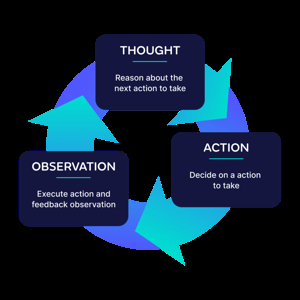 THOUGHT
Reason about the
next action to take
ACTION
Decide on a action
to take
OBSERVATION
Execute action and
feedback observation